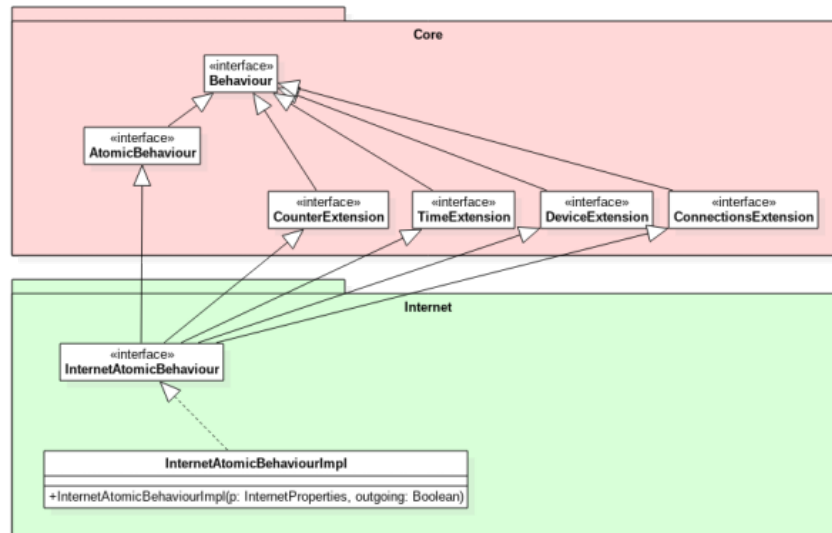 Core
«interface»
Behaviour
«interface»
AtomicBehaviour
«interface»
CounterExtension
«interface»
TimeExtension
«interface»
DeviceExtension
«interface»
ConnectionsExtension
Internet
«interface»
InternetAtomicBehaviour
InternetAtomicBehaviourImpl
+InternetAtomicBehaviourImpl(p: InternetProperties, outgoing: Boolean)